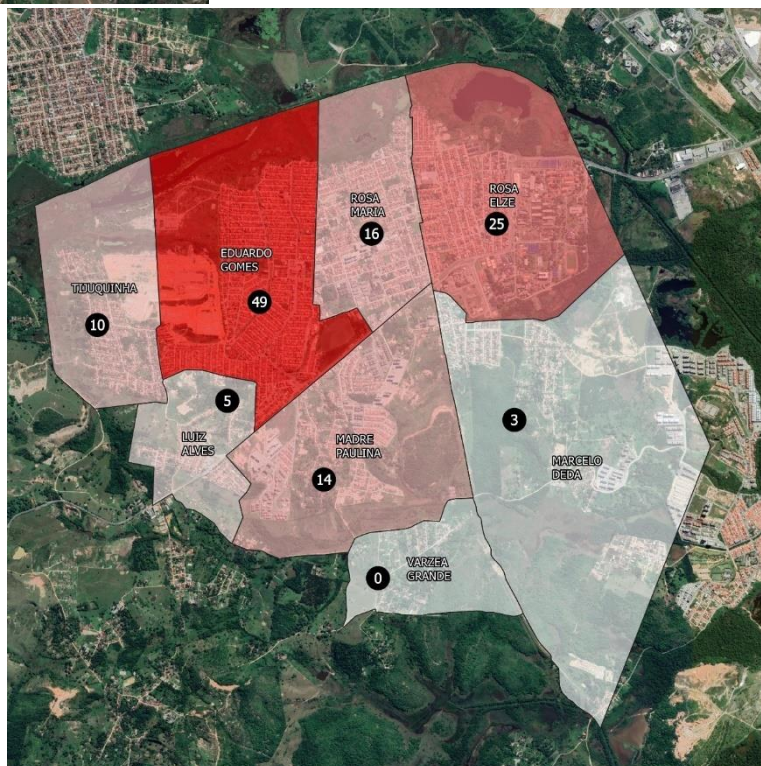 ROSA
ELZE
25
ROSA
MARIA
16
EDUARDO
GOMES
49
TIJUQUINHA
10
5
LUIZ
ALVES
3
MARCELO
DEDA
MADRE
PAULINA
14
VARZEA
GRANDE
0